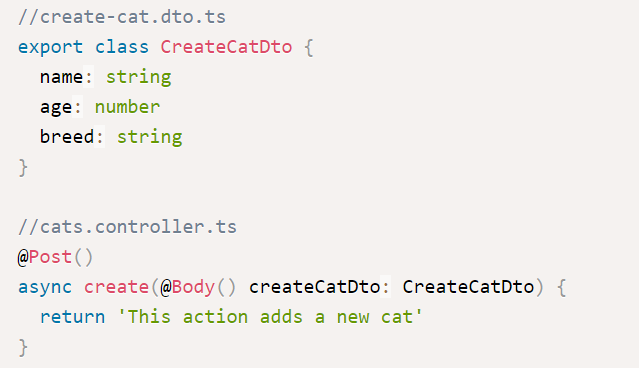 //create-cat.dto.ts
export class CreateCatDto {
  name: string
  age: number
  breed: string
}

//cats.controller.ts
@Post()
async create(@Body() createCatDto: CreateCatDto) {
  return 'This action adds a new cat'
}